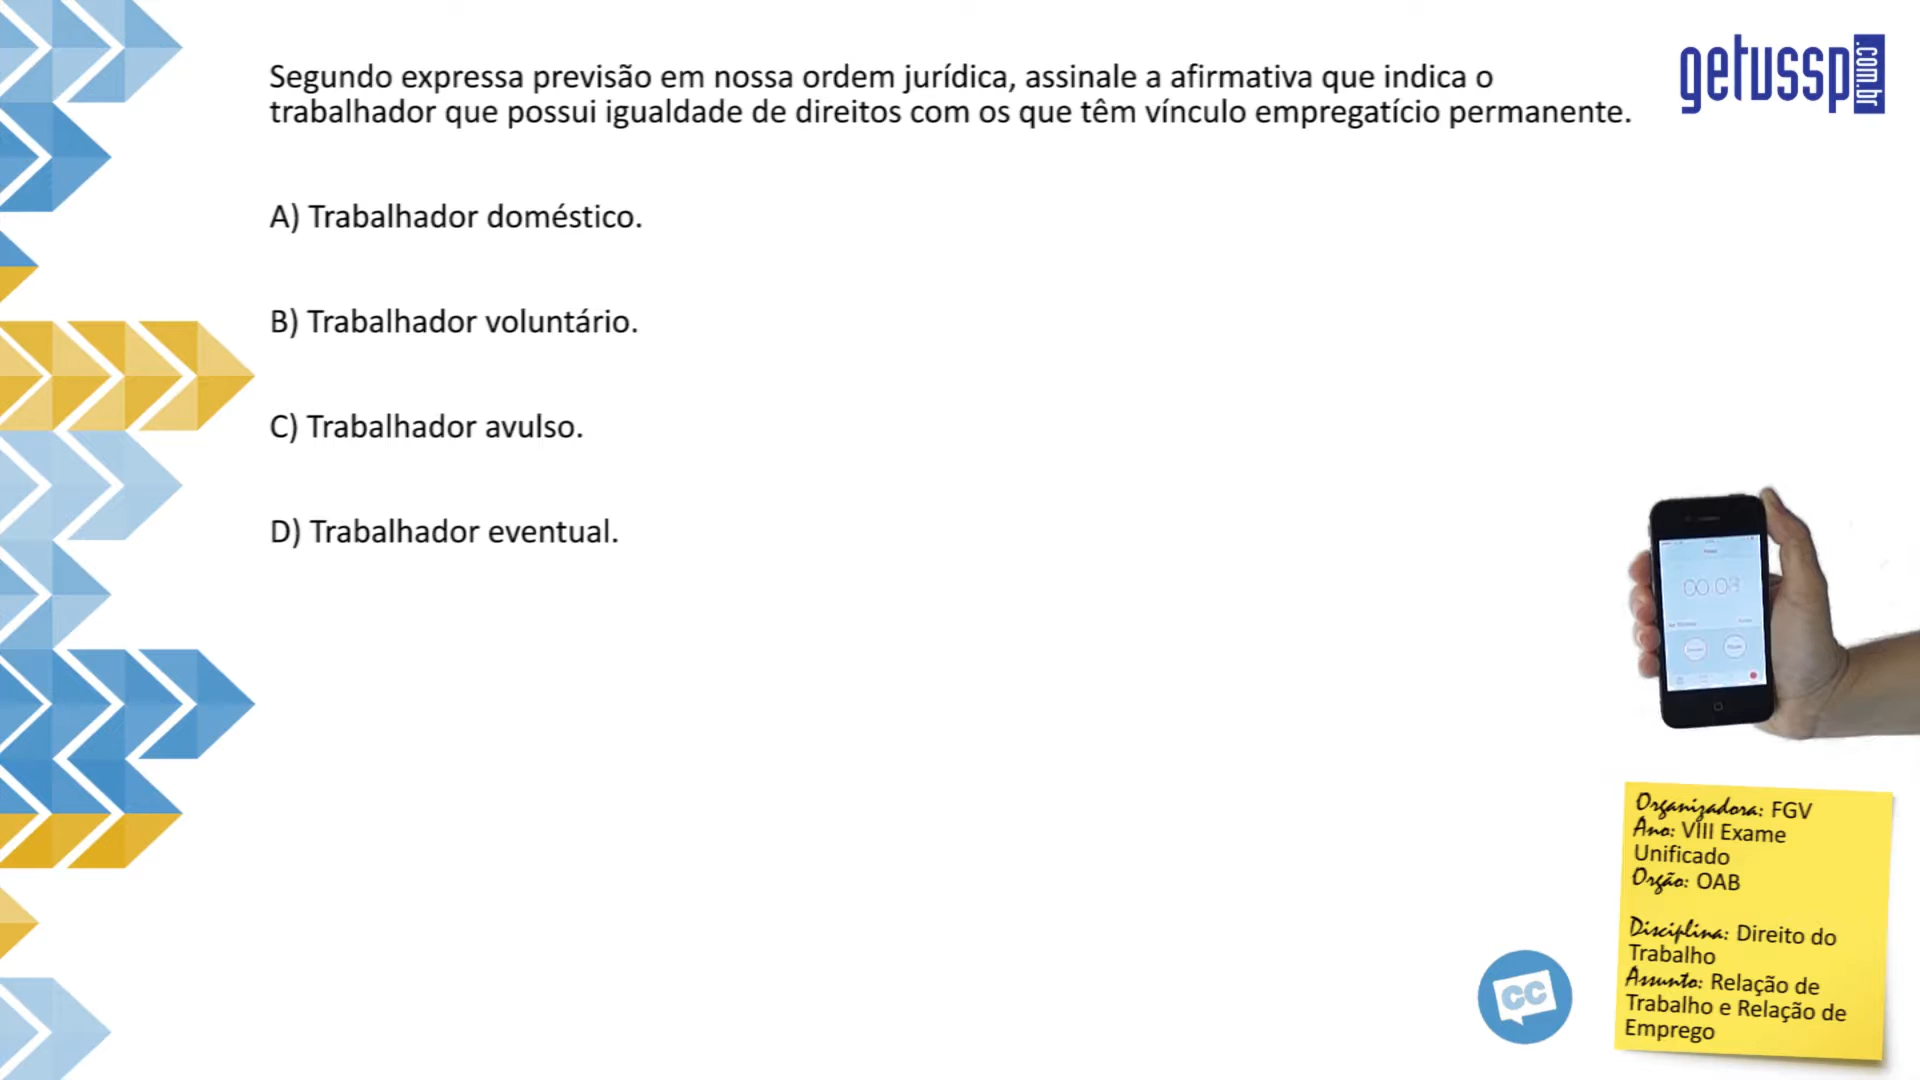 Segundo expressa previsão em nossa ordem jurídica, assinale a afirmativa que indica o
trabalhador que possui igualdade de direitos com os que têm vínculo empregatício permanente.
A) Trabalhador doméstico.
B) Trabalhador voluntário.
C) Trabalhador avulso.
D) Trabalhador eventual.
getussp.com.br
Organizadora: FGV
Ano: VIII Exame
Unificado
Orgão: OAB
Disciplina: Direito do
Trabalho
Assunto: Relação de
Trabalho e Relação de
Emprego
CC